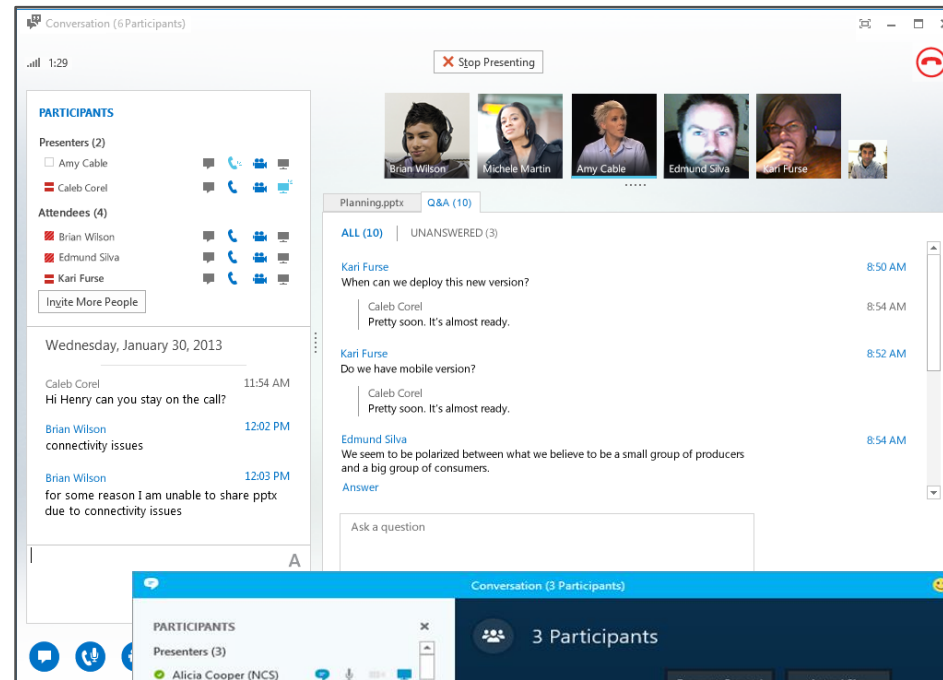 Conversation (6 Participants)
1:29
Stop Presenting
PARTICIPANTS
Presenters (2)
Amy Cable
Caleb Corel
Attendees (4)
Brian Wilson
Edmund Silva
Kari Furse
Invite More People
Wednesday, January 30, 2013
Caleb Corel 11:54 AM
Hi Henry can you stay on the call?
Brian Wilson 12:02 PM
connectivity issues
Brian Wilson 12:03 PM
for some reason I am unable to share pptx
due to connectivity issues
A
Brian Wilson
Michele Martin
Amy Cable
Edmund Silva
Kari Furse
Planning.pptx
Q&A (10)
ALL (10) UNANSWERED (3)
Kari Furse 8:50 AM
When can we deploy this new version?
Caleb Corel 8:54 AM
Pretty soon. It's almost ready.
Kari Furse 8:52 AM
Do we have mobile version?
Caleb Corel
Pretty soon. It's almost ready.
Edmund Silva 8:54 AM
We seem to be polarized between what we believe to be a small group of producers
and a big group of consumers.
Answer
Ask a question
Conversation (3 Participants)
PARTICIPANTS
Presenters (3)
Alicia Cooper (NCS)
3 Participants